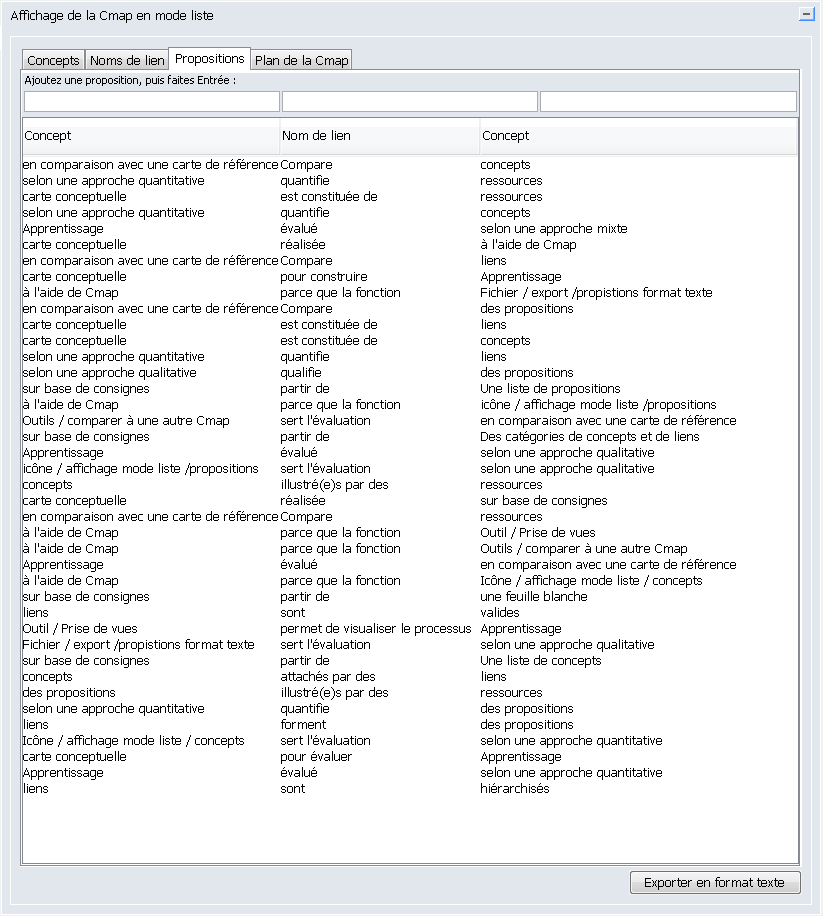 Affichage de la Cmap en mode liste
Concepts Noms de lien Propositions Plan de la Cmap
Ajoutez une proposition, puis faites Entrée :
Concept Nom de lien Concept
en comparaison avec une carte de référence Compare concepts
selon une approche quantitative quantifie ressources
carte conceptuelle est constituée de ressources
selon une approche quantitative quantifie concepts
Apprentissage évalué selon une approche mixte
carte conceptuelle réalisée à l'aide de Cmap
en comparaison avec une carte de référence Compare liens
carte conceptuelle pour construire Apprentissage
à l'aide de Cmap parce que la fonction Fichier / export /propistions format texte
en comparaison avec une carte de référence Compare des propositions
carte conceptuelle est constituée de liens
carte conceptuelle est constituée de concepts
selon une approche quantitative quantifie liens
selon une approche qualitative qualifie des propositions
sur base de consignes partir de Une liste de propositions
à l'aide de Cmap parce que la fonction icône / affichage mode liste /propositions
Outils / comparer à une autre Cmap sert l'évaluation en comparaison avec une carte de référence
sur base de consignes partir de Des catégories de concepts et de liens
Apprentissage évalué selon une approche qualitative
icône / affichage mode liste /propositions sert l'évaluation selon une approche qualitative
concepts illustré(e)s par des ressources
carte conceptuelle réalisée sur base de consignes
en comparaison avec une carte de référence Compare ressources
à l'aide de Cmap parce que la fonction Outil / Prise de vues
à l'aide de Cmap parce que la fonction Outils / comparer à une autre Cmap
Apprentissage évalué en comparaison avec une carte de référence
à l'aide de Cmap parce que la fonction Icône / affichage mode liste / concepts
sur base de consignes partir de une feuille blanche
liens sont valides
Outil / Prise de vues permet de visualiser le processus Apprentissage
Fichier / export /propistions format texte sert l'évaluation selon une approche qualitative
sur base de consignes partir de Une liste de concepts
concepts attachés par des liens
des propositions illustré(e)s par des ressources
selon une approche quantitative quantifie des propositions
liens forment des propositions
Icône / affichage mode liste / concepts sert l'évaluation selon une approche quantitative
carte conceptuelle pour évaluer Apprentissage
Apprentissage évalué selon une approche quantitative
liens sont hiérarchisés
Exporter en format texte